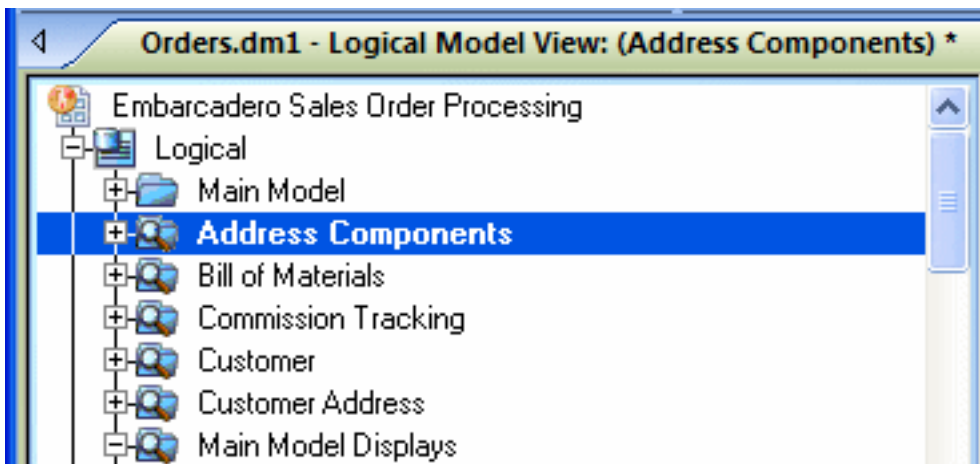 Orders.dm1 - Logical Model View: (Address Components) *
Embarcadero Sales Order Processing
Logical
Main Model
Address Components
Bill of Materials
Commission Tracking
Customer
Customer Address
Main Model Displays